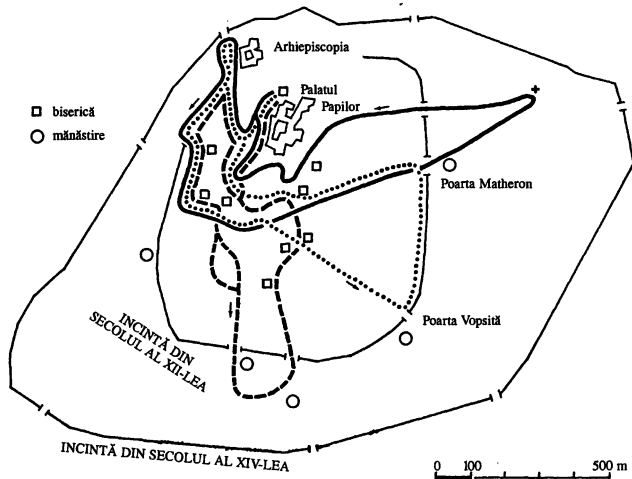 Arhiepiscopia
Palatul
Papilor
biserică
mănăstire
Poarta Matheron
Poarta Vopsită
INCINTĂ DIN
SECOLUL AL XII-LEA
INCINTĂ DIN SECOLUL AL XIV-LEA
0 100 500 m